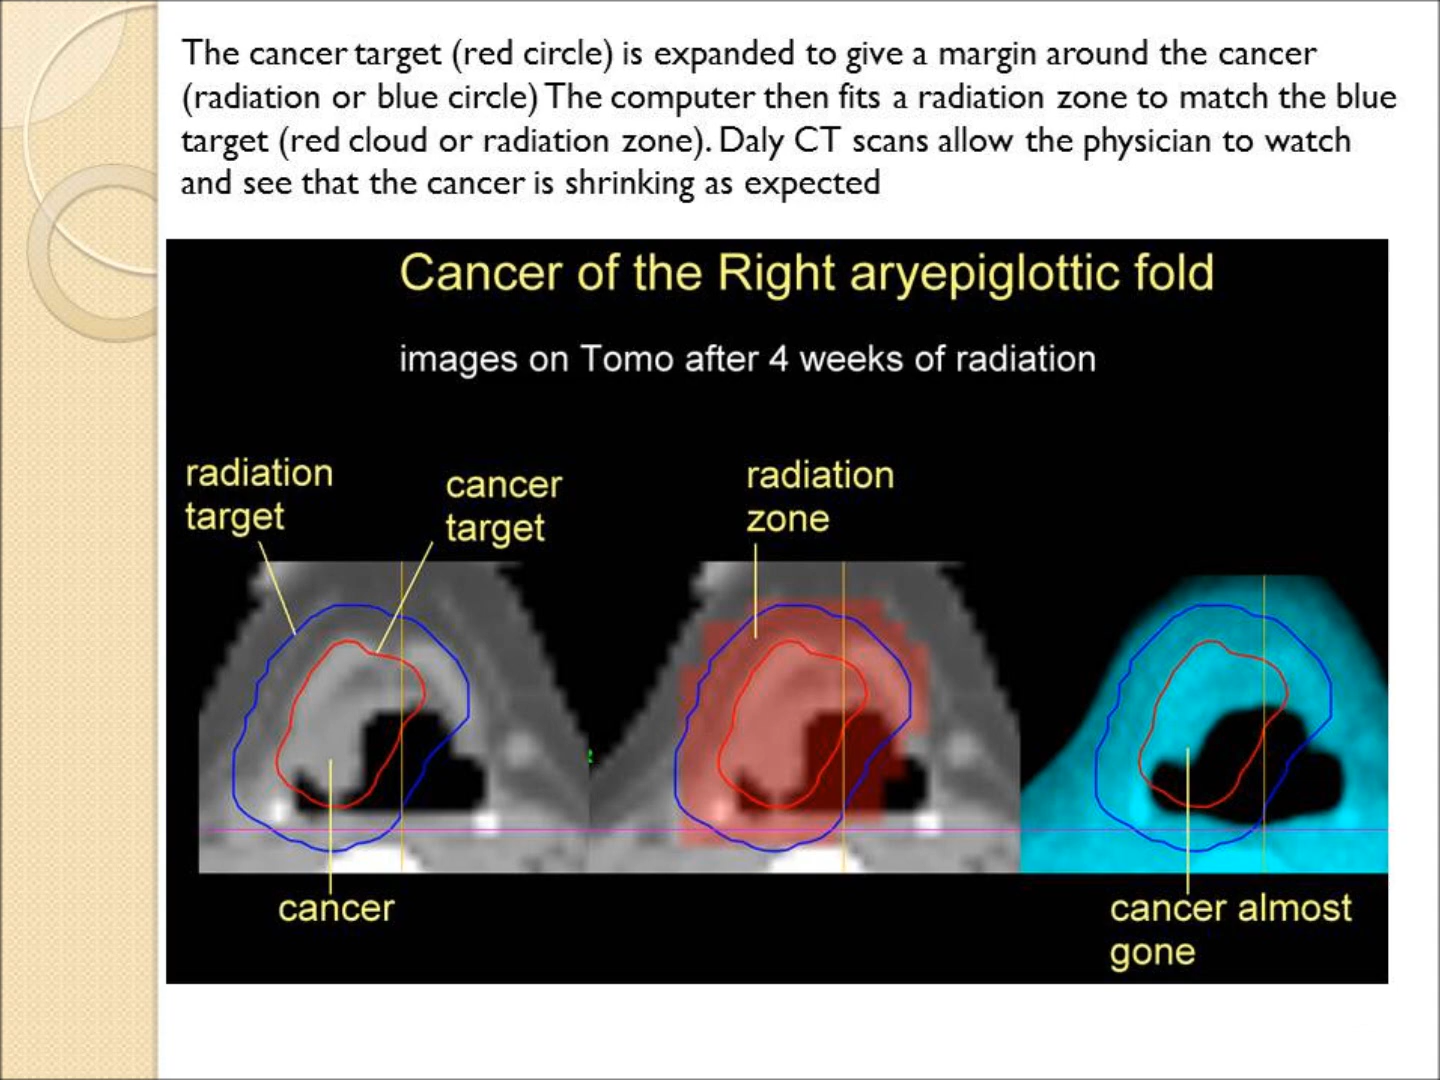 The cancer target (red circle) is expanded to give a margin around the cancer
(radiation or blue circle) The computer then fits a radiation zone to match the blue
target (red cloud or radiation zone). Daly CT scans allow the physician to watch
and see that the cancer is shrinking as expected
Cancer of the Right aryepiglottic fold
images on Tomo after 4 weeks of radiation
radiation
target
cancer
target
radiation
zone
cancer
cancer almost
gone